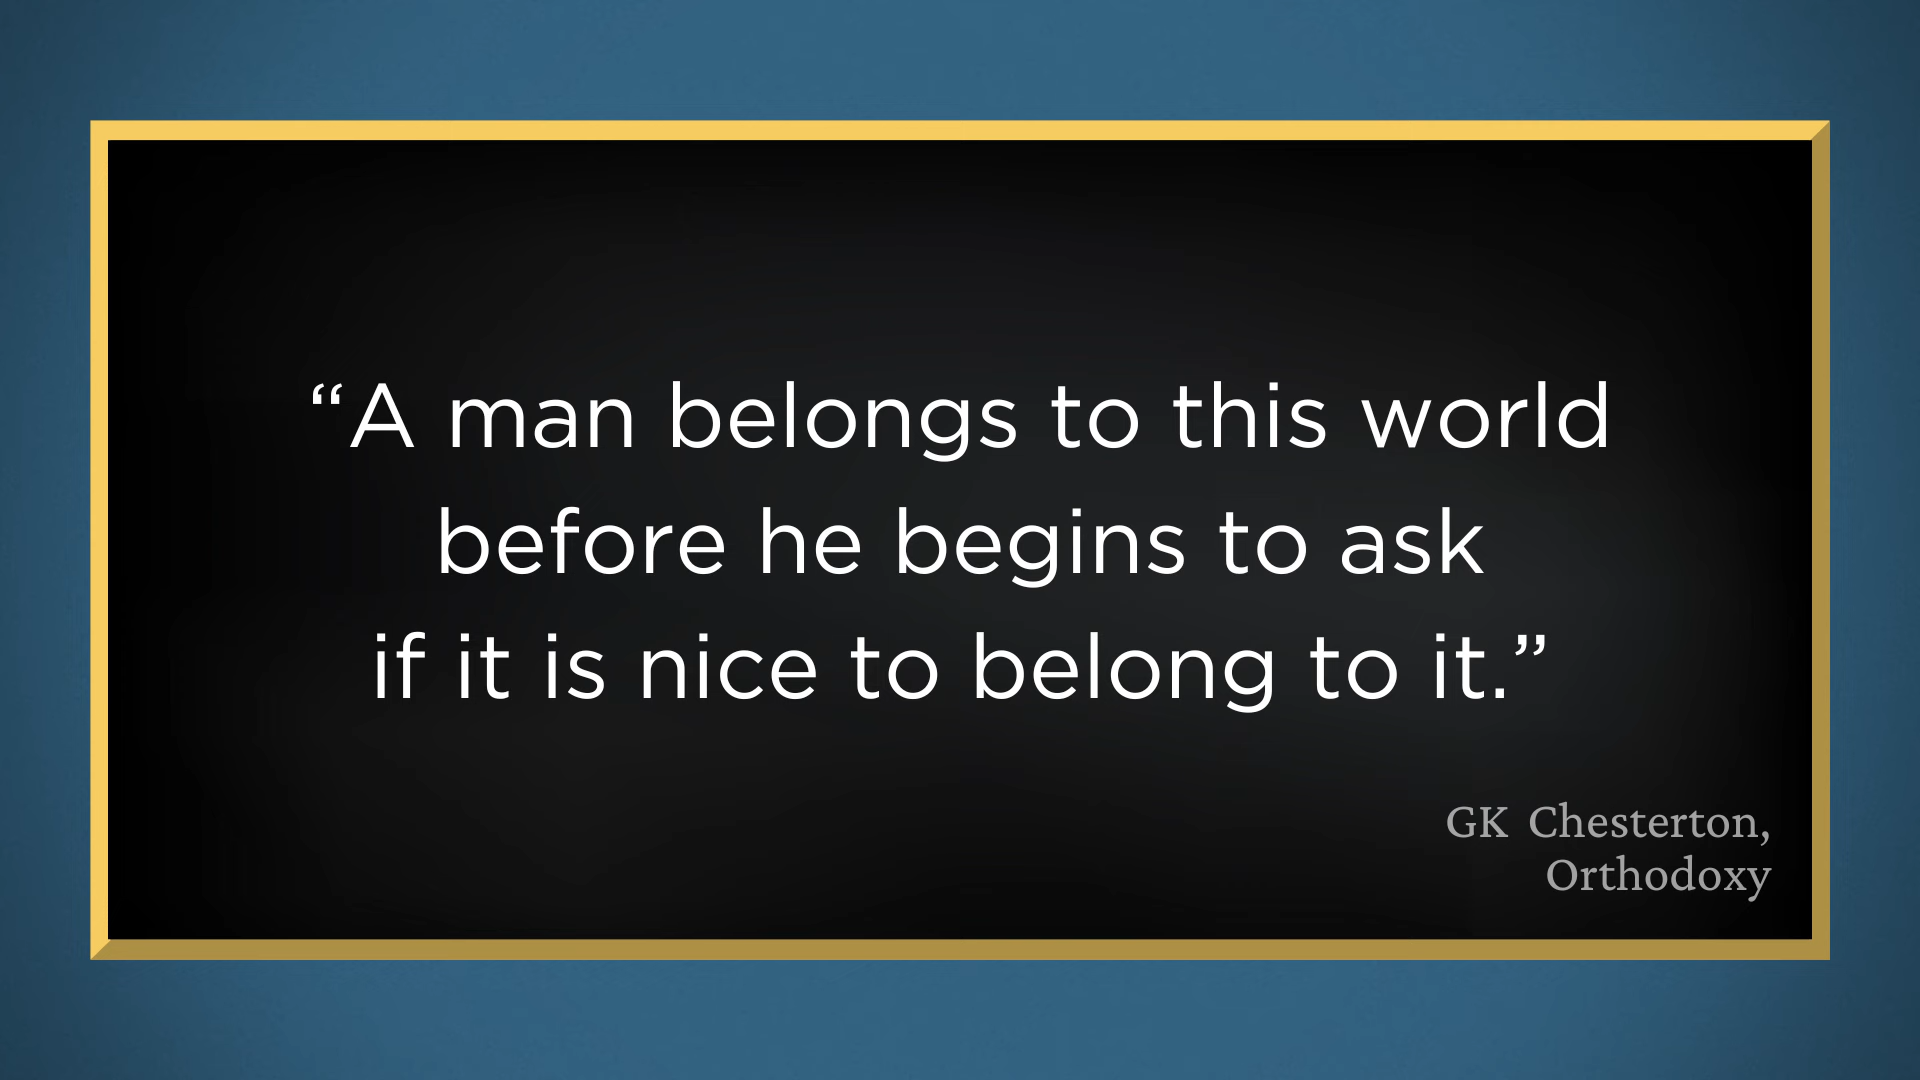 “A man belongs to this world
before he begins to ask
if it is nice to belong to it.”
GK Chesterton,
Orthodoxy